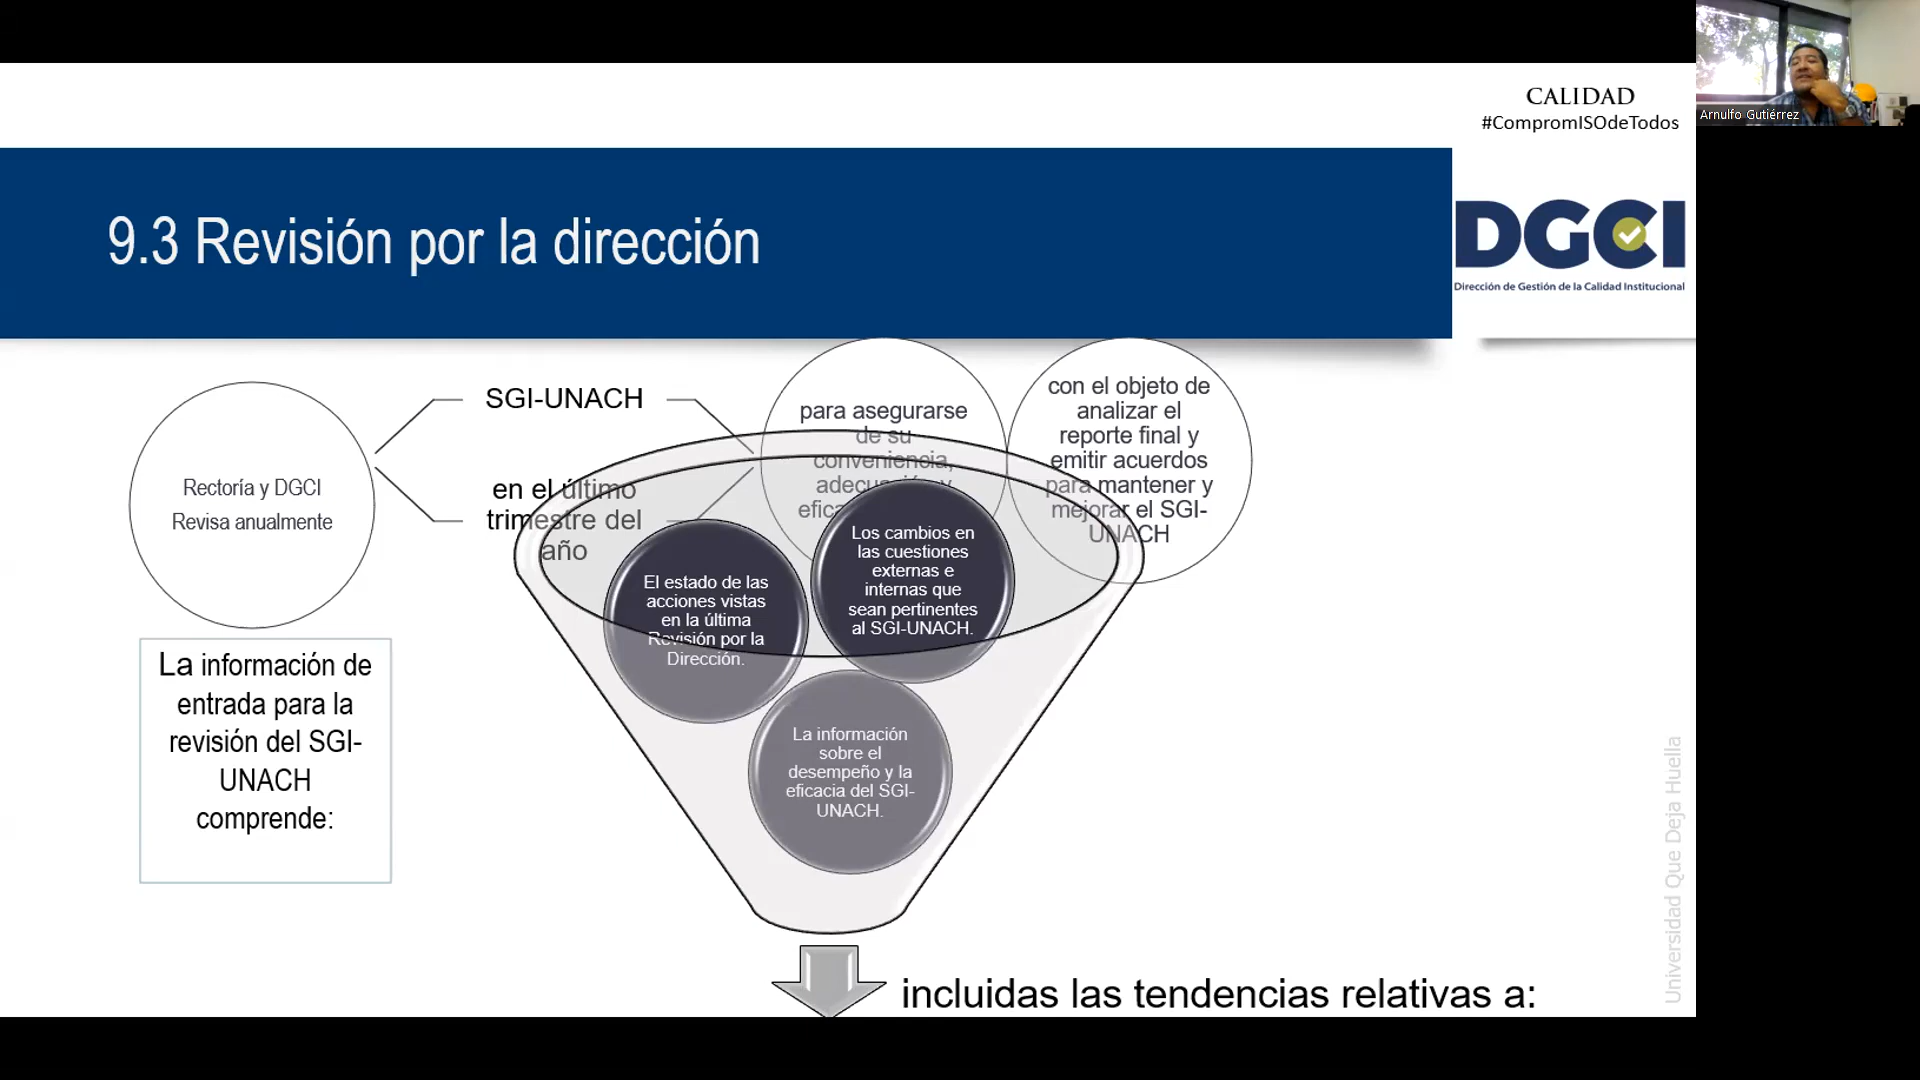 CALIDAD
#CompromISOdeTodos
Arnulfo Gutiérrez
9.3 Revisión por la dirección
DGCI
Dirección de Gestión de la Calidad Institucional
Rectoría y DGCI
Revisa anualmente
SGI-UNACH
en el último
trimestre del
año
para asegurarse
de su
conveniencia,
adecuación y
con el objeto de
analizar el
reporte final y
emitir acuerdos
para mantener y
mejorar el SGI-
UNACH
La información de
entrada para la
revisión del SGI-
UNACH
comprende:
El estado de las
acciones vistas
en la última
Revisión por la
Dirección.
Los cambios en
las cuestiones
externas e
internas que
sean pertinentes
al SGI-UNACH.
La información
sobre el
desempeño y la
eficacia del SGI-
UNACH.
incluidas las tendencias relativas a:
Universidad Que Deja Huella